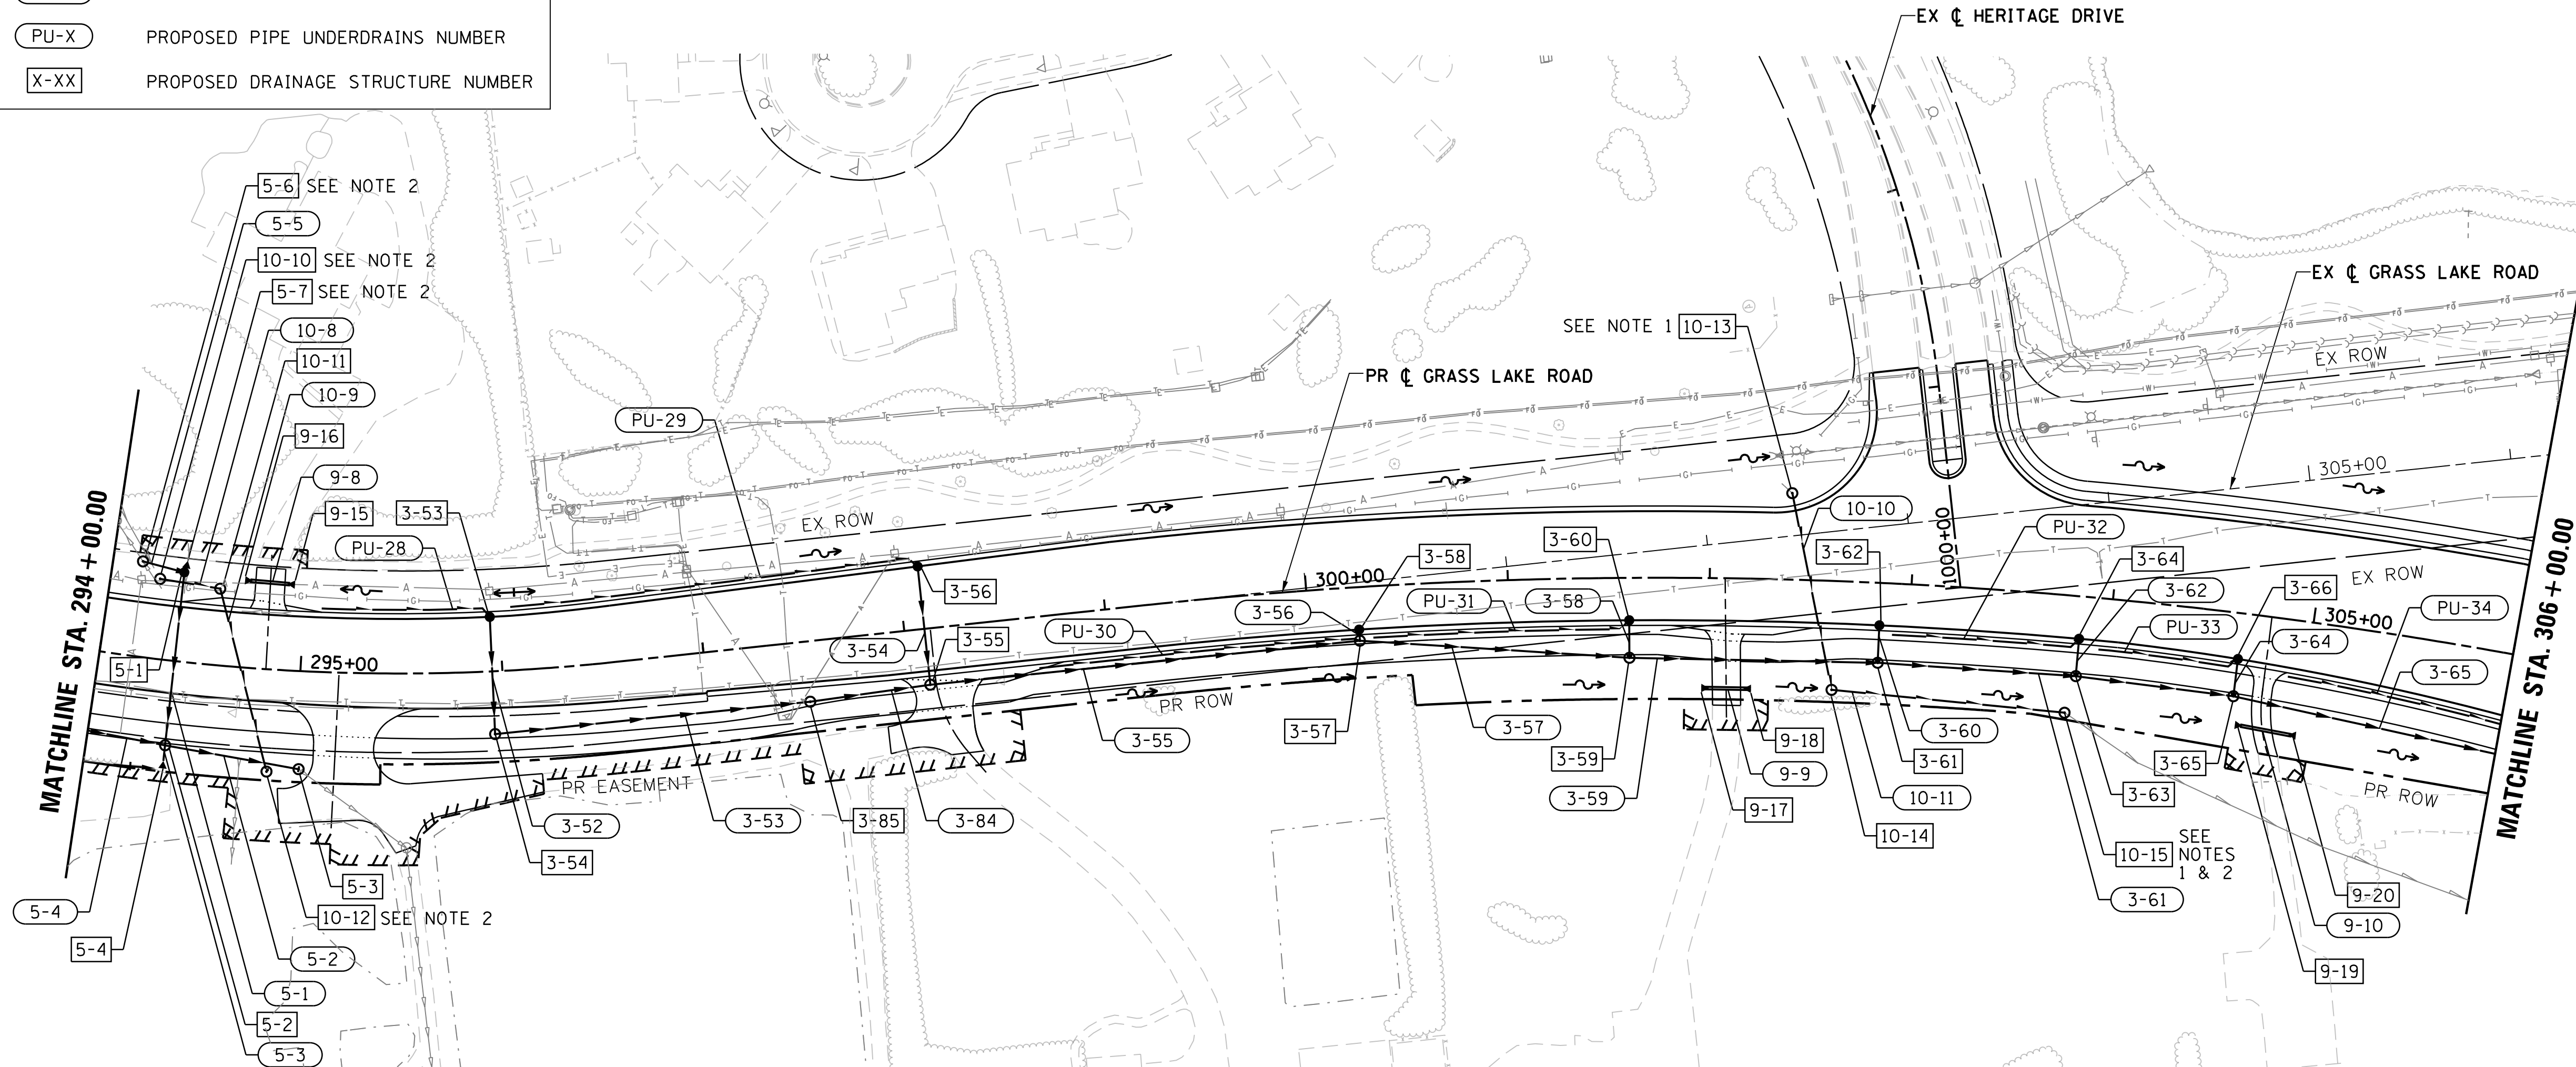 PU-X PROPOSED PIPE UNDERDRAINS NUMBER
X-XX PROPOSED DRAINAGE STRUCTURE NUMBER
EX ℄ HERITAGE DRIVE
5-6 SEE NOTE 2
5-5
10-10 SEE NOTE 2
5-7 SEE NOTE 2
10-8
10-11
10-9
9-16
9-8
9-15
3-53
PU-28
PU-29
EX ROW
SEE NOTE 1 10-13
PR ℄ GRASS LAKE ROAD
EX ℄ GRASS LAKE ROAD
EX ROW
305+00
MATCHLINE STA. 294+00.00
5-1
295+00
3-56
3-54
3-55
PU-30
3-56
3-58
300+00
PU-31
3-58
3-60
10-10
3-62
1000+00
PU-32
3-64
3-62
3-66
EX ROW
305+00
PU-34
PU-33
3-64
3-65
MATCHLINE STA. 306+00.00
PR ROW
PR EASEMENT
3-52
3-54
3-53
3-85
3-84
3-55
3-57
3-57
3-59
3-59
9-18
9-9
9-17
3-60
3-61
10-11
10-14
3-65
3-63
PR ROW
10-15 SEE
NOTES
1 & 2
3-61
9-20
9-10
9-19
5-3
10-12 SEE NOTE 2
5-4
5-4
5-2
5-1
5-2
5-3